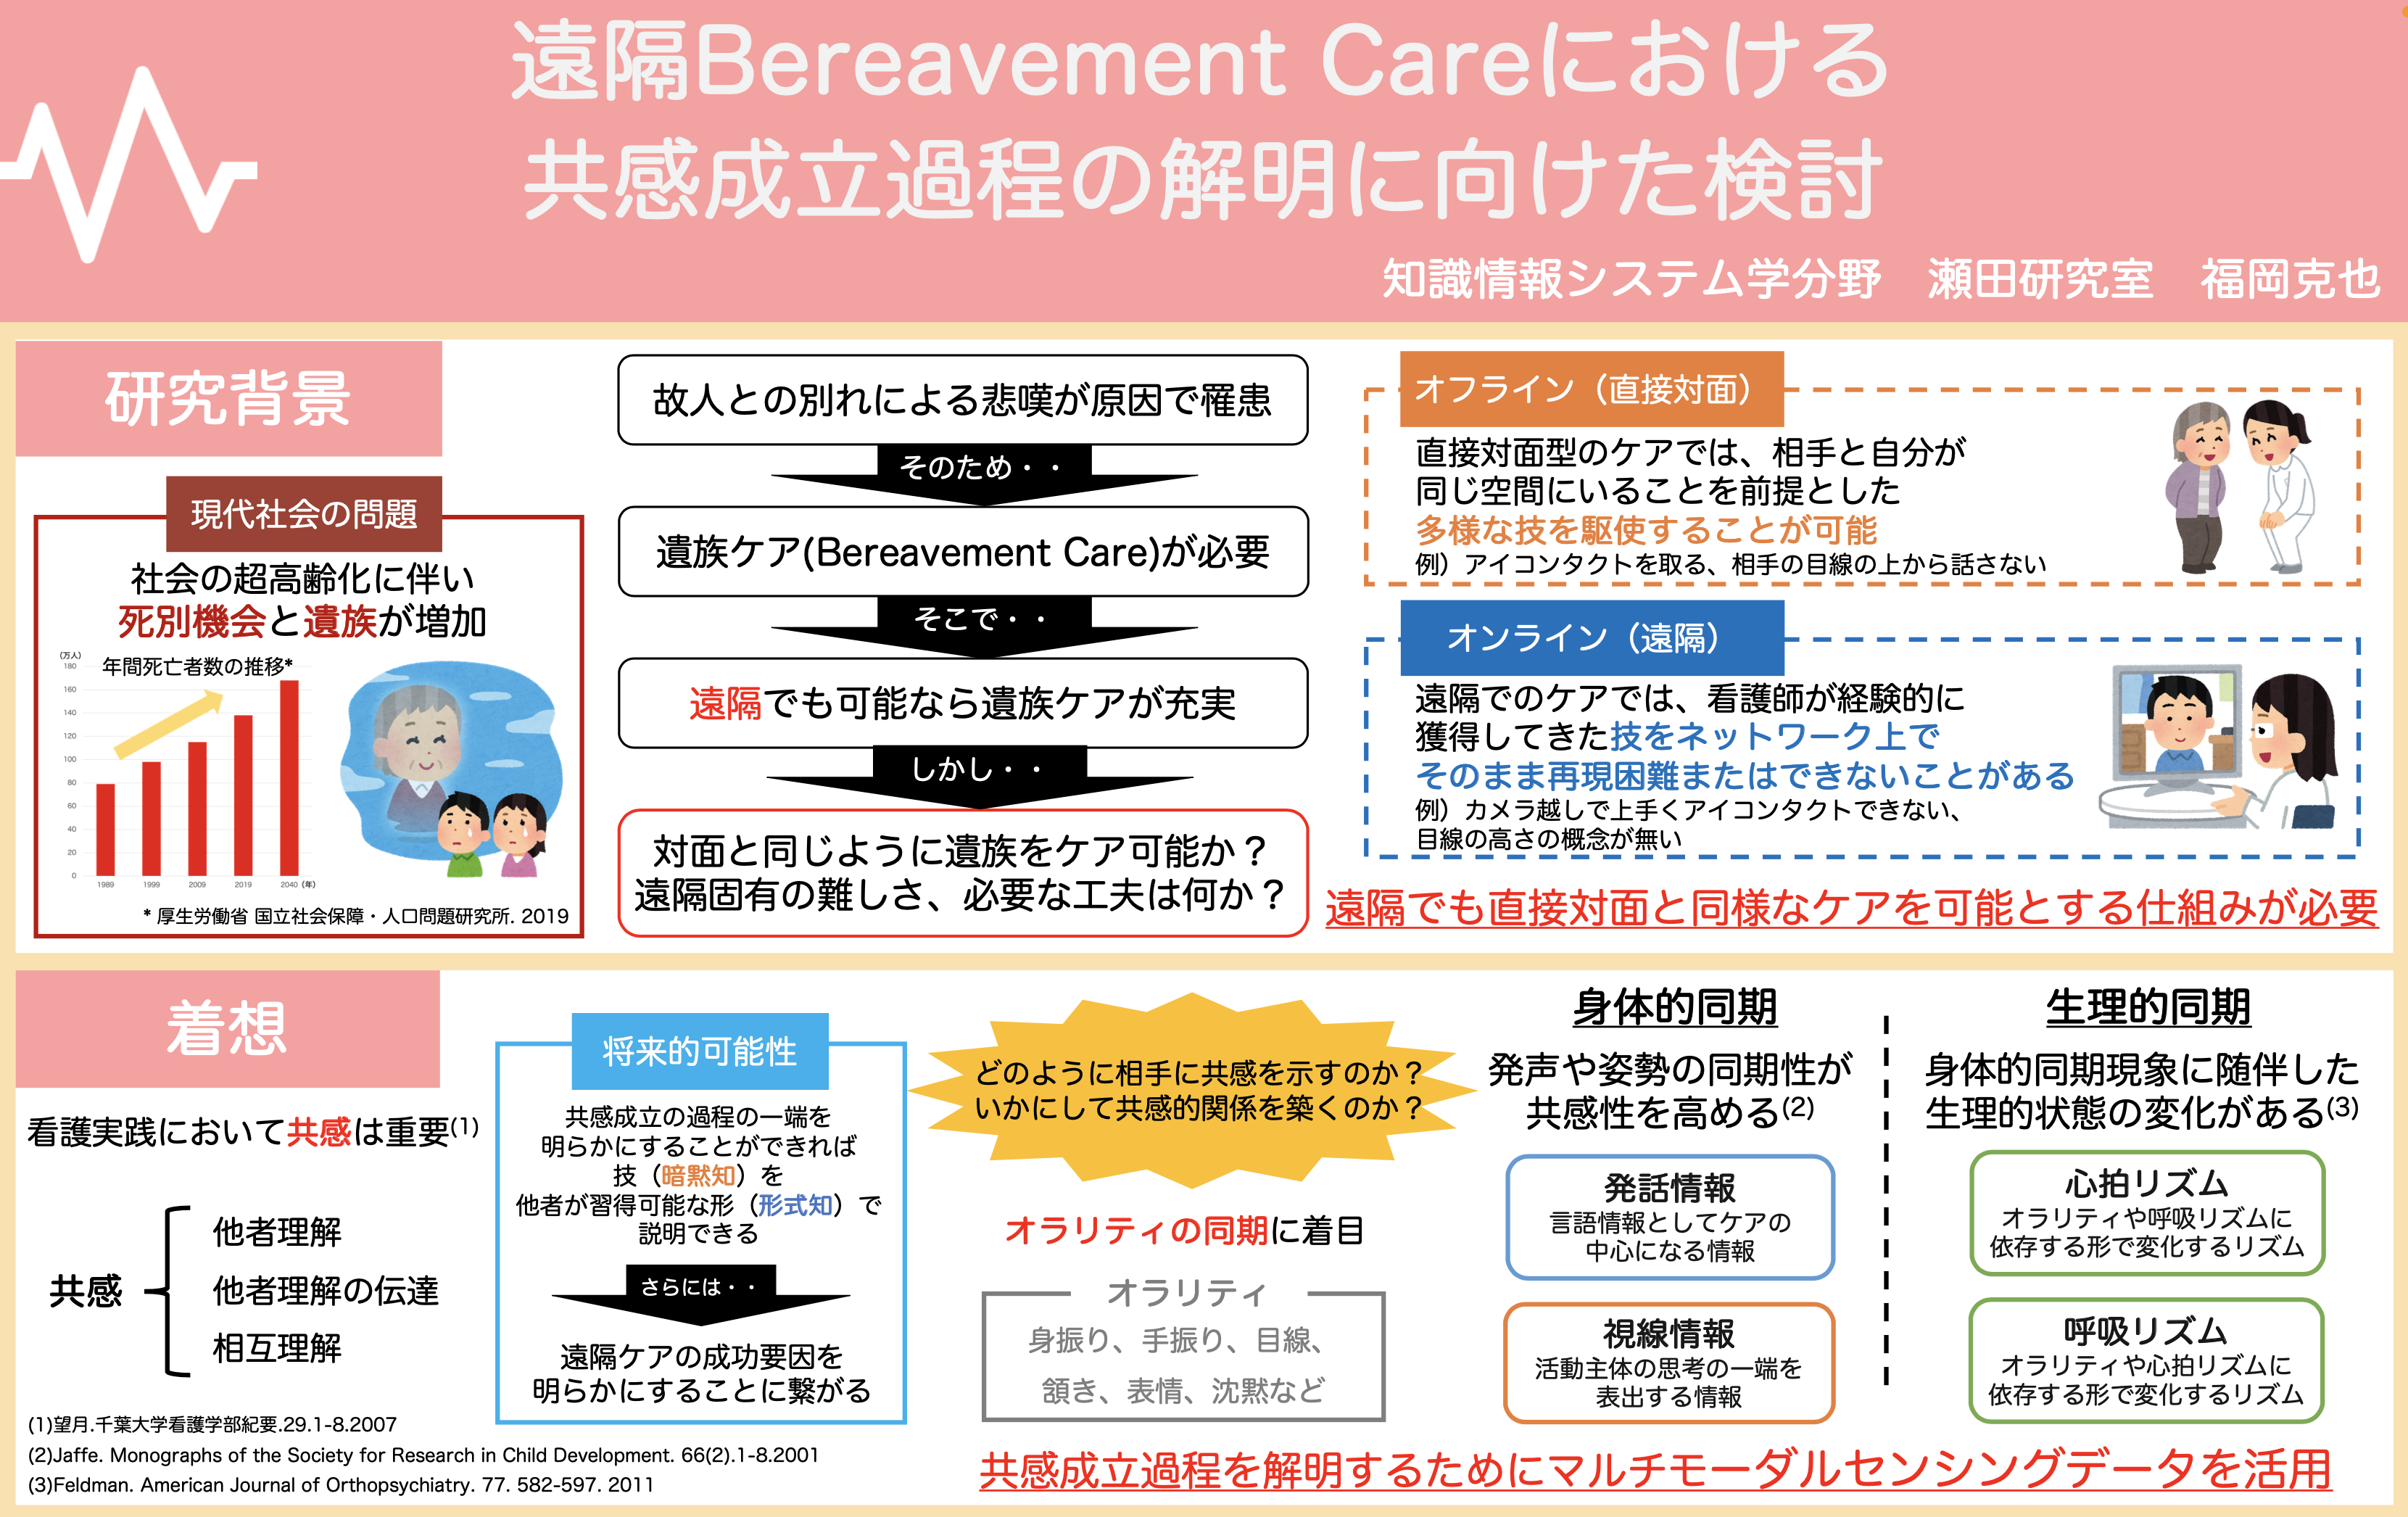 遠隔Bereavement Careにおける
共感成立過程の解明に向けた検討
知識情報システム学分野　瀬田研究室　福岡克也
研究背景
現代社会の問題
社会の超高齢化に伴い
死別機会と遺族が増加
(万人)
年間死亡者数の推移*
180
160
140
120
100
80
60
40
20
0
1989 1999 2009 2019 2040 (年)
* 厚生労働省 国立社会保障・人口問題研究所. 2019
故人との別れによる悲嘆が原因で罹患
そのため・・
遺族ケア(Bereavement Care)が必要
そこで・・
遠隔でも可能なら遺族ケアが充実
しかし・・
対面と同じように遺族をケア可能か？
遠隔固有の難しさ、必要な工夫は何か？
オフライン（直接対面）
直接対面型のケアでは、相手と自分が
同じ空間にいることを前提とした
多様な技を駆使することが可能
例）アイコンタクトを取る、相手の目線の上から話さない
オンライン（遠隔）
遠隔でのケアでは、看護師が経験的に
獲得してきた技をネットワーク上で
そのまま再現困難またはできないことがある
例）カメラ越しで上手くアイコンタクトできない、
目線の高さの概念が無い
遠隔でも直接対面と同様なケアを可能とする仕組みが必要
着想
看護実践において共感は重要(1)
共感
他者理解
他者理解の伝達
相互理解
(1)望月.千葉大学看護学部紀要.29.1-8.2007
(2)Jaffe. Monographs of the Society for Research in Child Development. 66(2).1-8.2001
(3)Feldman. American Journal of Orthopsychiatry. 77. 582-597. 2011
将来的可能性
共感成立の過程の一端を
明らかにすることができれば
技（暗黙知）を
他者が習得可能な形（形式知）で
説明できる
さらには・・
遠隔ケアの成功要因を
明らかにすることに繋がる
どのように相手に共感を示すのか？
いかにして共感的関係を築くのか？
オラリティの同期に着目
オラリティ
身振り、手振り、目線、
頷き、表情、沈黙など
身体的同期
発声や姿勢の同期性が
共感性を高める(2)
発話情報
言語情報としてケアの
中心になる情報
視線情報
活動主体の思考の一端を
表出する情報
生理的同期
身体的同期現象に随伴した
生理的状態の変化がある(3)
心拍リズム
オラリティや呼吸リズムに
依存する形で変化するリズム
呼吸リズム
オラリティや心拍リズムに
依存する形で変化するリズム
共感成立過程を解明するためにマルチモーダルセンシングデータを活用